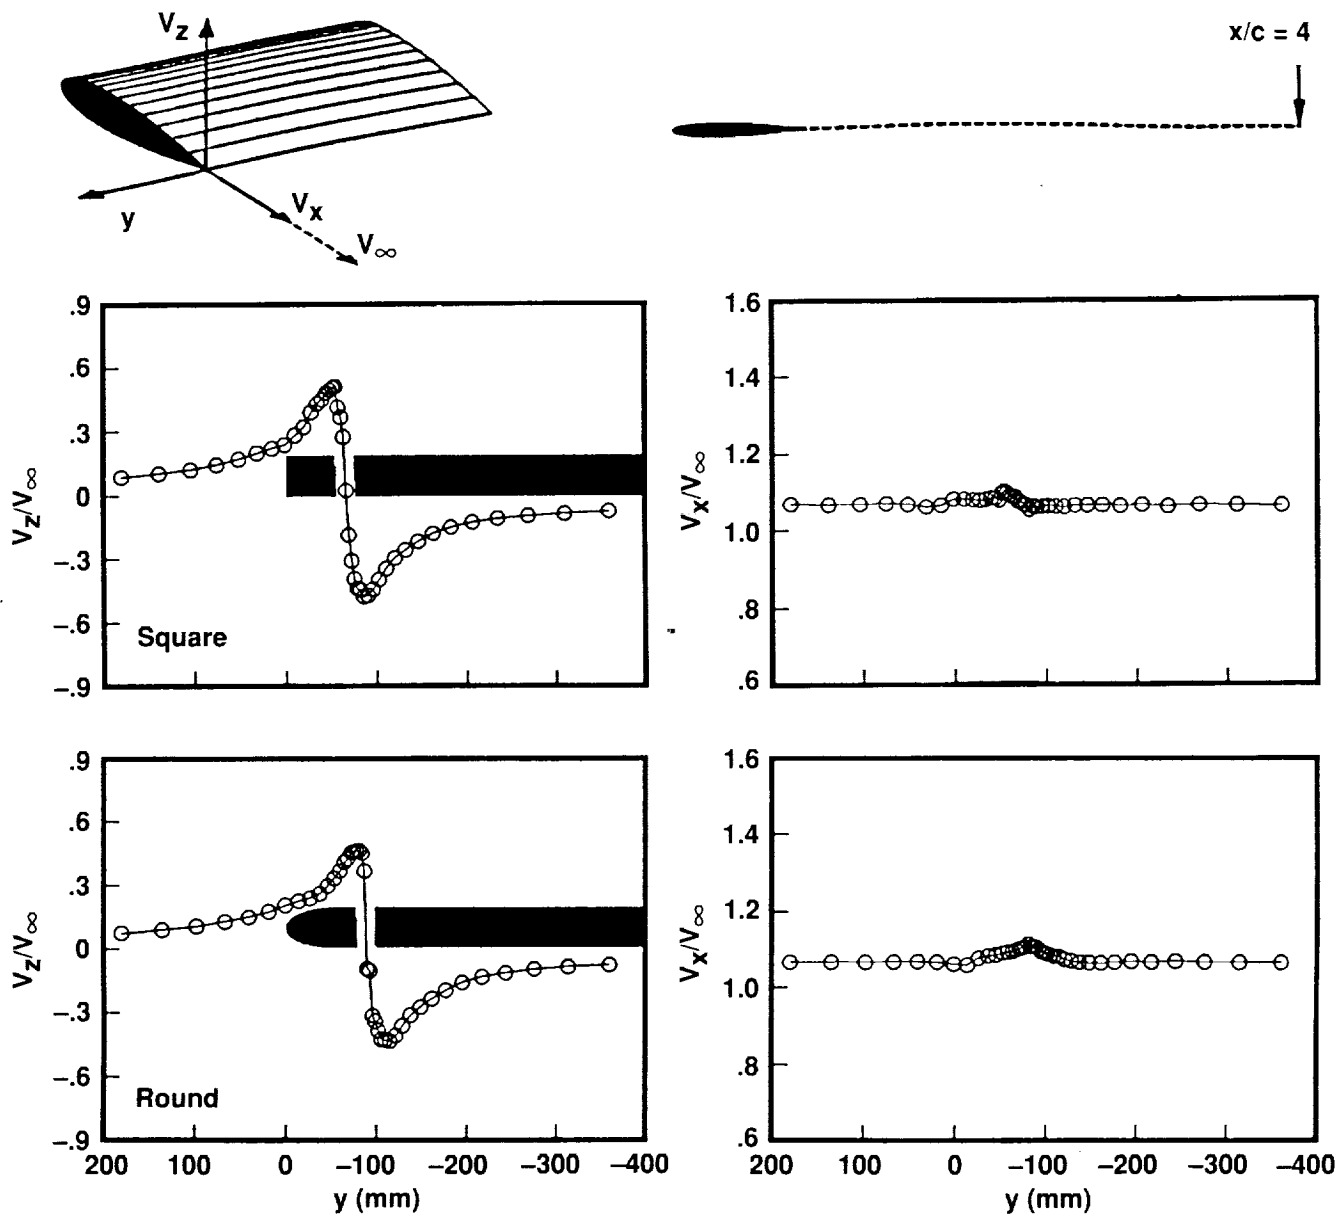 V_Z
x/c = 4
y
V_X
V_∞
.9
.6
.3
0
–.3
–.6
–.9
V_Z/V_∞
Square
1.6
1.4
1.2
1.0
.8
.6
V_X/V_∞
.9
.6
.3
0
–.3
–.6
–.9
V_Z/V_∞
Round
200 100 0 –100 –200 –300 –400
y (mm)
1.6
1.4
1.2
1.0
.8
.6
V_X/V_∞
200 100 0 –100 –200 –300 –400
y (mm)